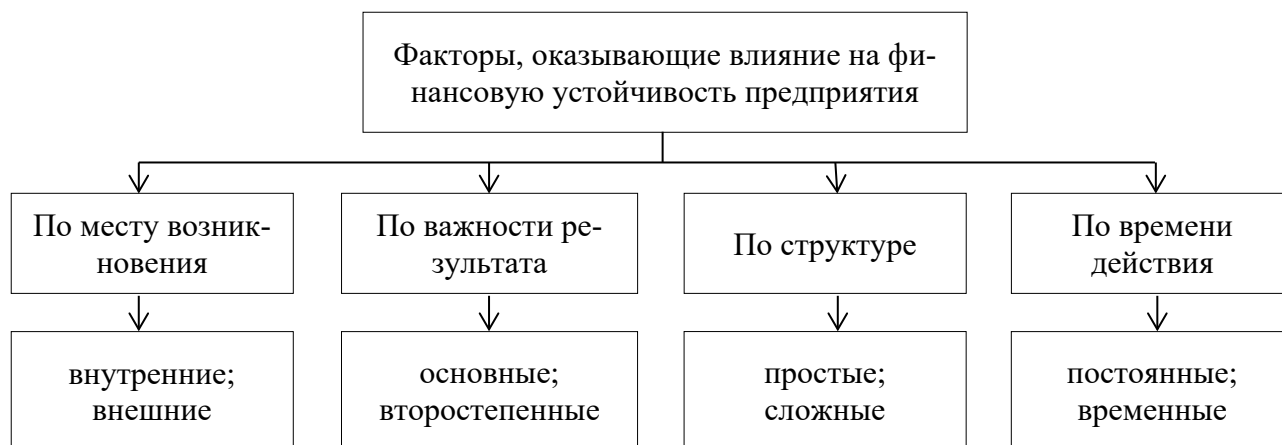 Факторы, оказывающие влияние на фи-
нансовую устойчивость предприятия
По месту возник-
новения
По важности ре-
зультата
По структуре
По времени
действия
внутренние;
внешние
основные;
второстепенные
простые;
сложные
постоянные;
временные